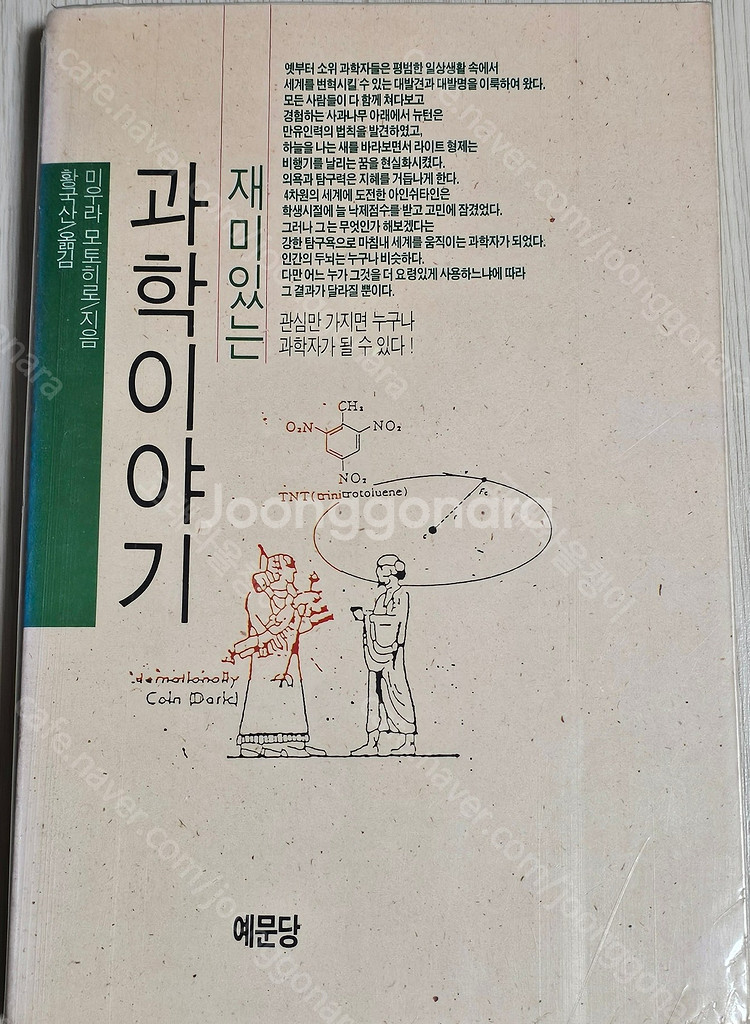 옛부터 소위 과학자들은 평범한 일상생활 속에서
세계를 변혁시킬 수 있는 대발견과 대발명을 이룩하여 왔다.
모든 사람들이 다 함께 쳐다보고
경험하는 사과나무 아래에서 뉴턴은
만유인력의 법칙을 발견하였고,
하늘을 나는 새를 바라보면서 라이트 형제는
비행기를 날리는 꿈을 현실화시켰다.
의욕과 탐구력은 지혜를 거듭나게 한다.
4차원의 세계에 도전한 아인쉬타인은
학생시절에 늘 낙제점수를 받고 고민에 잠겼었다.
그러나 그는 무엇인가 해보겠다는
강한 탐구욕으로 마침내 세계를 움직이는 과학자가 되었다.
인간의 두뇌는 누구나 비슷하다.
다만 어느 누가 그것을 더 요령있게 사용하느냐에 따라
그 결과가 달라질 뿐이다.
관심만 가지면 누구나
과학자가 될 수 있다!
재미있는
과학이야기
미우라 모토히로/지음
황국산/옮김
CH₃
O₂N
NO₂
NO₂
TNT(trinitrotoluene)
Fc
r
c
Coin (Dark)
예문당
Joonggonara
cafe.naver.com/joonggonara